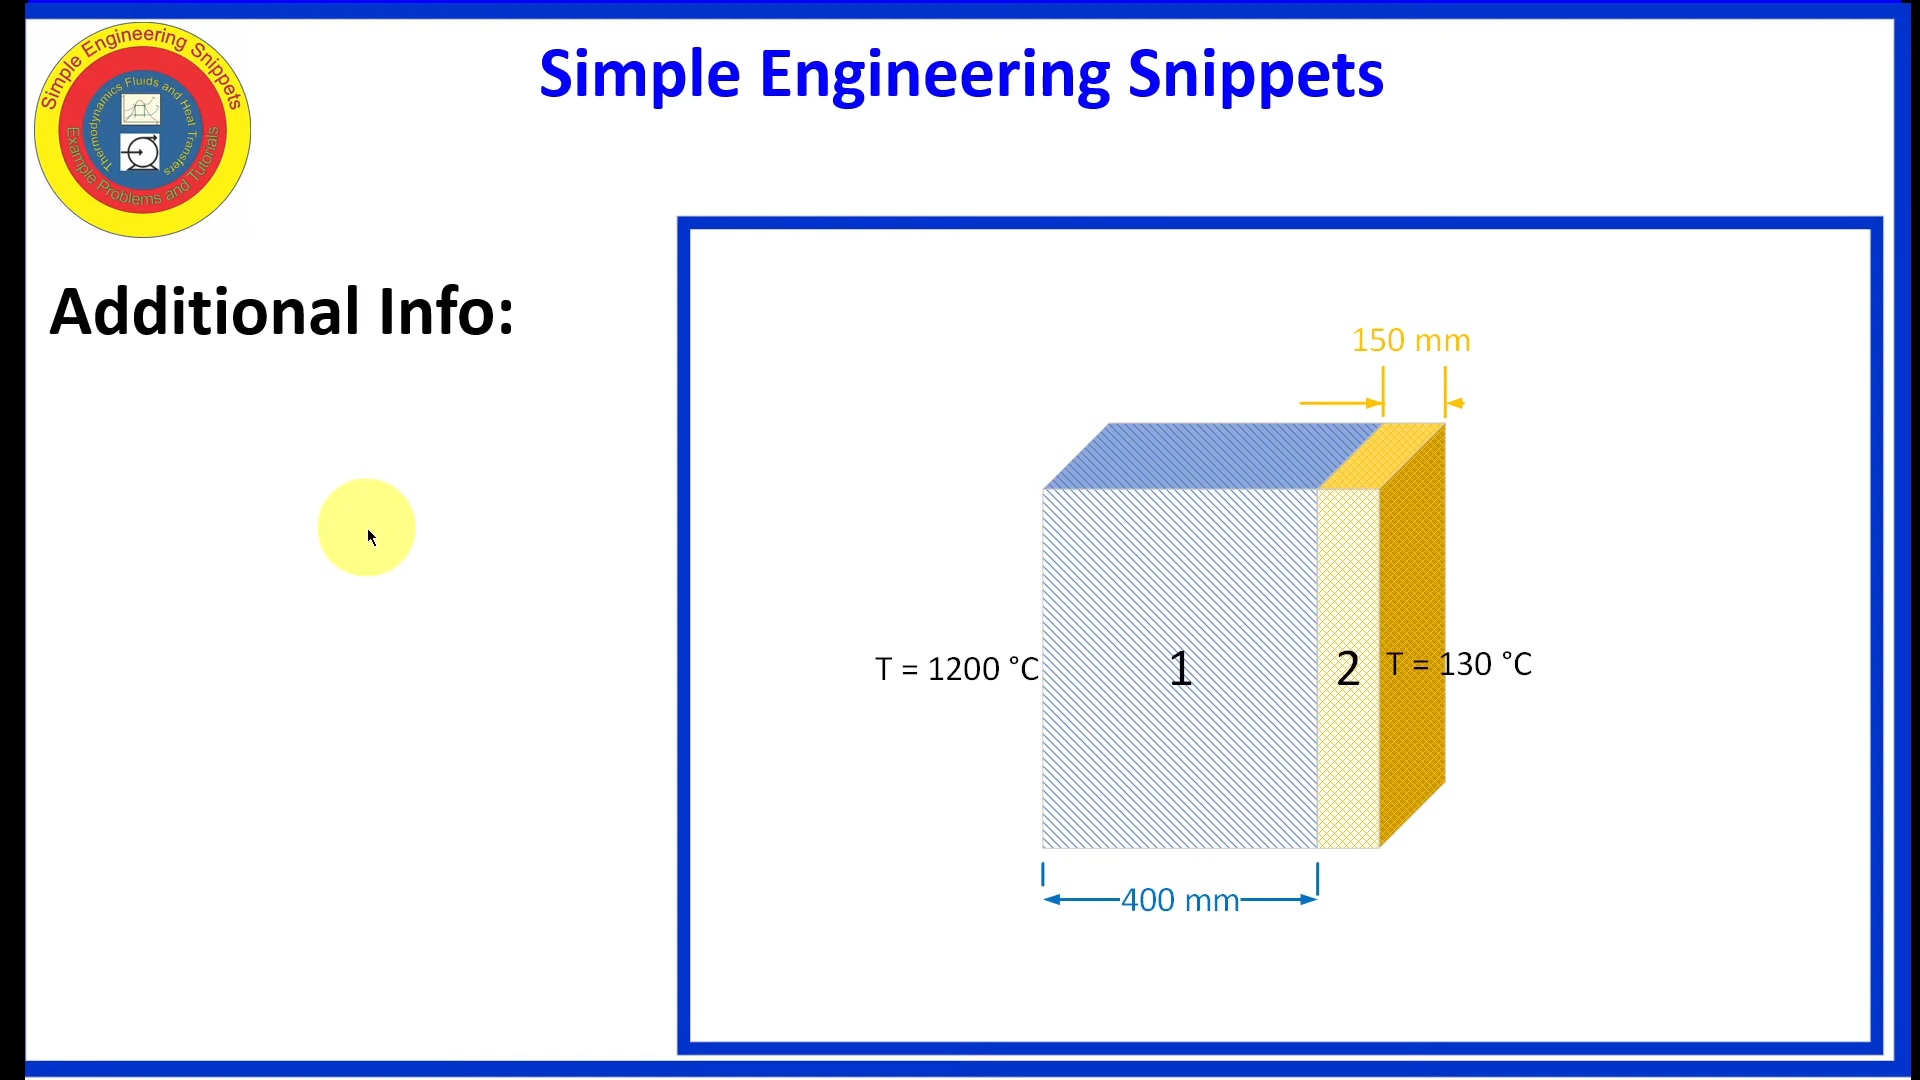 Simple Engineering Snippets
Simple Engineering Snippets
Thermodynamics Fluids and Heat Transfers
Example Problems and Tutorials
Additional Info:
150 mm
T = 1200 °C
1
2
T = 130 °C
400 mm